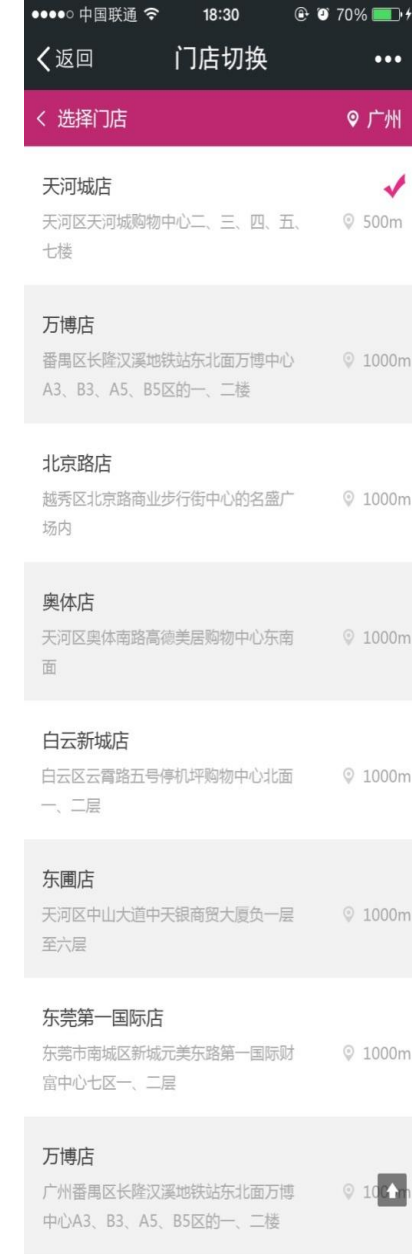 中国联通 18:30 70%
返回 门店切换
选择门店 广州
天河城店
天河区天河城购物中心二、三、四、五、 500m
七楼
万博店
番禺区长隆汉溪地铁站东北面万博中心 1000m
A3、B3、A5、B5区的一、二楼
北京路店
越秀区北京路商业步行街中心的名盛广 1000m
场内
奥体店
天河区奥体南路高德美居购物中心东南 1000m
面
白云新城店
白云区云霄路五号停机坪购物中心北面 1000m
一、二层
东圃店
天河区中山大道中天银商贸大厦负一层 1000m
至六层
东莞第一国际店
东莞市南城区新城元美东路第一国际财 1000m
富中心七区一、二层
万博店
广州番禺区长隆汉溪地铁站东北面万博
中心A3、B3、A5、B5区的一、二楼